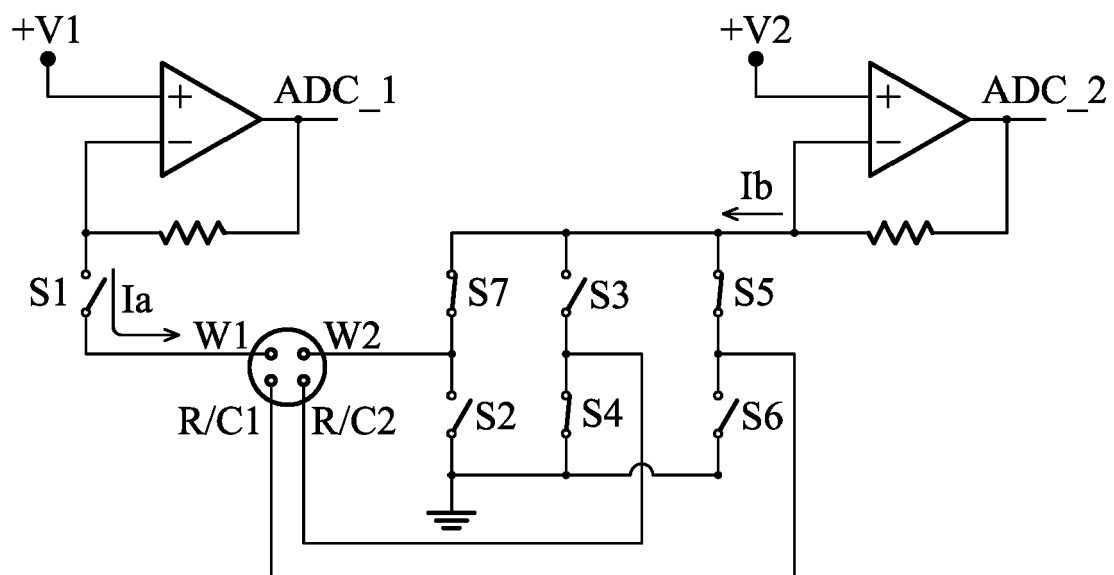 +V1
+V2
+
ADC_1
+
ADC_2
−
−
Ib
S1
Ia
S7
S3
S5
W1
W2
R/C1
R/C2
S2
S4
S6